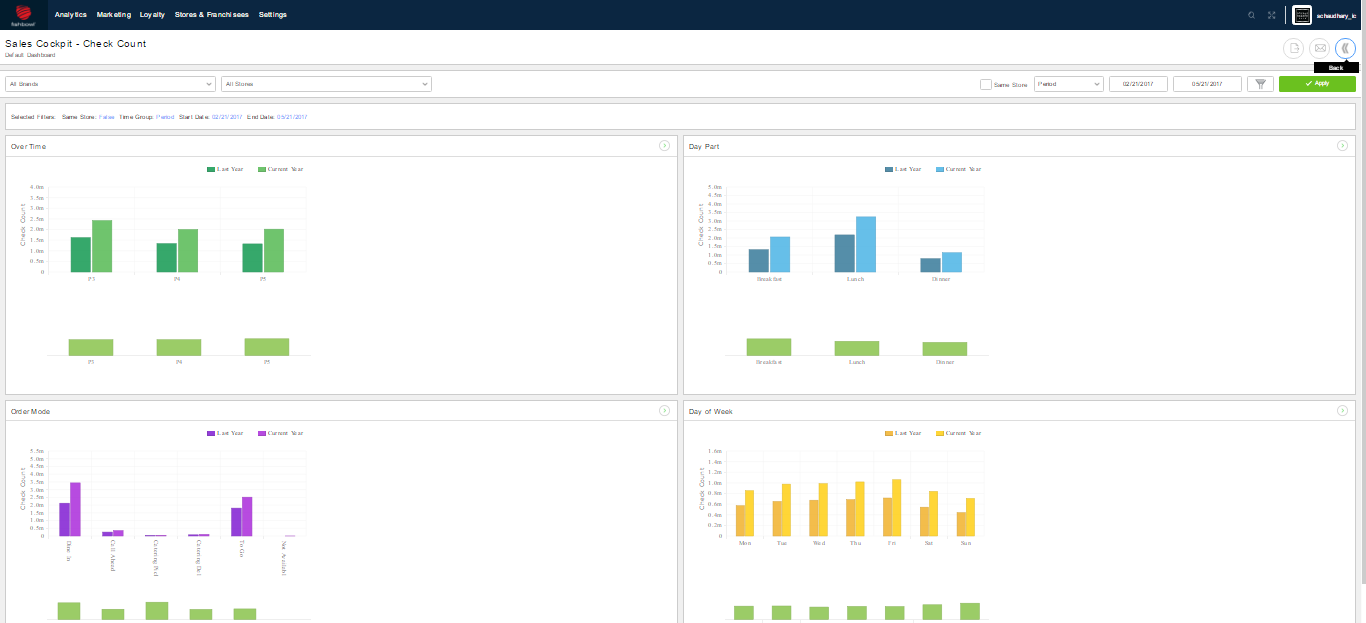 fishbowl
Analytics Marketing Loyalty Stores & Franchisees Settings
schaudhary_ic
Sales Cockpit - Check Count
Default Dashboard
Back
All Brands
All Stores
Same Store
Period
02/21/2017
05/21/2017
Apply
Selected Filters: Same Store: False Time Group: Period Start Date: 02/21/2017 End Date: 05/21/2017
Over Time
Last Year Current Year
Check Count
4.0m
3.5m
3.0m
2.5m
2.0m
1.5m
1.0m
0.5m
0
P3 P4 P5
P3 P4 P5
Day Part
Last Year Current Year
Check Count
5.0m
4.5m
4.0m
3.5m
3.0m
2.5m
2.0m
1.5m
1.0m
0.5m
0
Breakfast Lunch Dinner
Breakfast Lunch Dinner
Order Mode
Last Year Current Year
Check Count
5.5m
5.0m
4.5m
4.0m
3.5m
3.0m
2.5m
2.0m
1.5m
1.0m
0.5m
0
Dine In
Call Ahead
Catering Pkd
Catering Del
To Go
Not Availabl
Day of Week
Last Year Current Year
Check Count
1.6m
1.4m
1.2m
1.0m
0.8m
0.6m
0.4m
0.2m
0
Mon Tue Wed Thu Fri Sat Sun